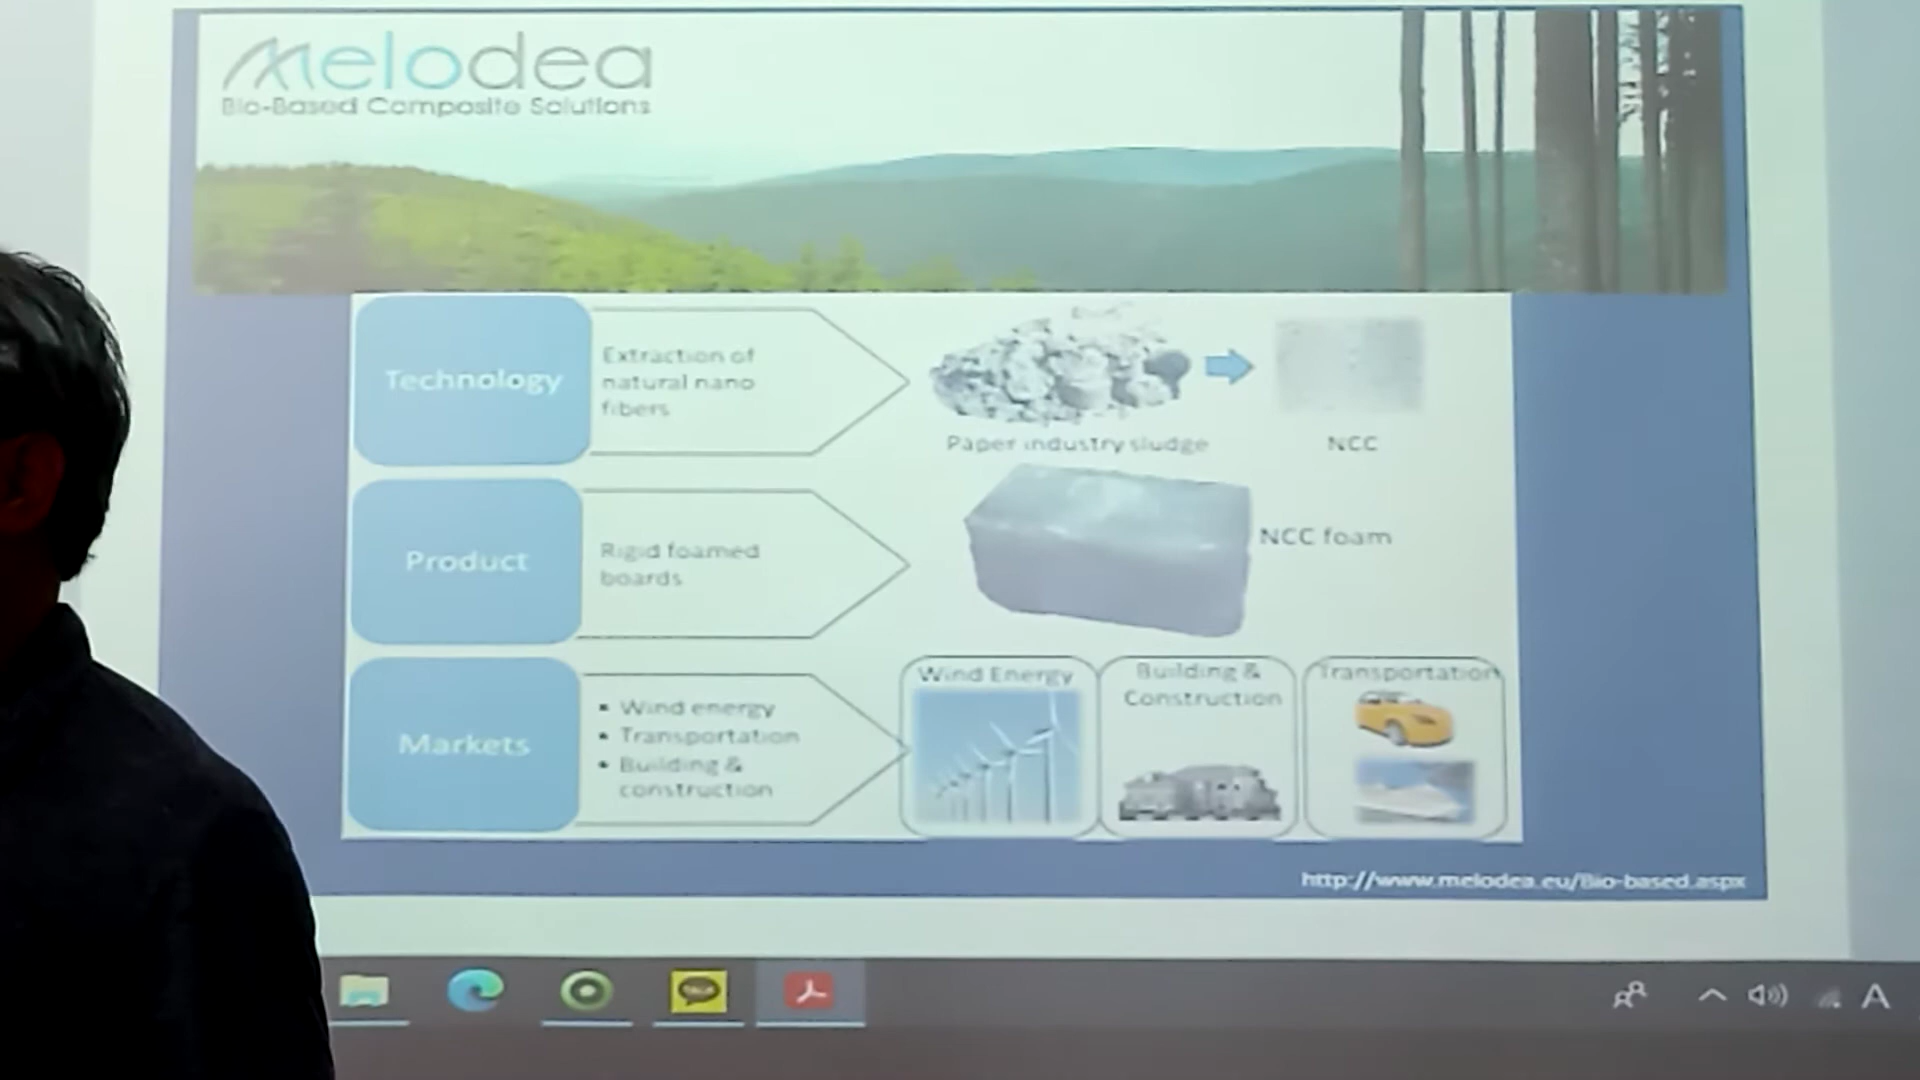 Melodea
Bio-Based Composite Solutions
Technology
Extraction of
natural nano
fibers
Paper industry sludge
NCC
Product
Rigid foamed
boards
NCC foam
Markets
▪ Wind energy
▪ Transportation
▪ Building &
construction
Wind Energy
Building &
Construction
Transportation
http://www.melodea.eu/Bio-based.aspx
TALK
A